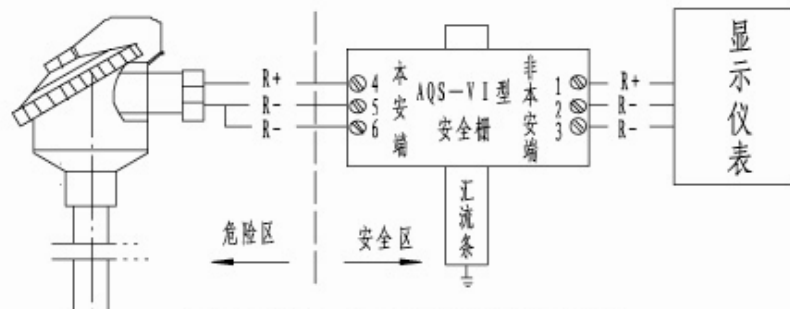 R+
R-
R-
4
5
6
本安端
AQS-VI型
安全栅
非本安端
1
2
3
R+
R-
R-
显示仪表
汇流条
危险区
安全区